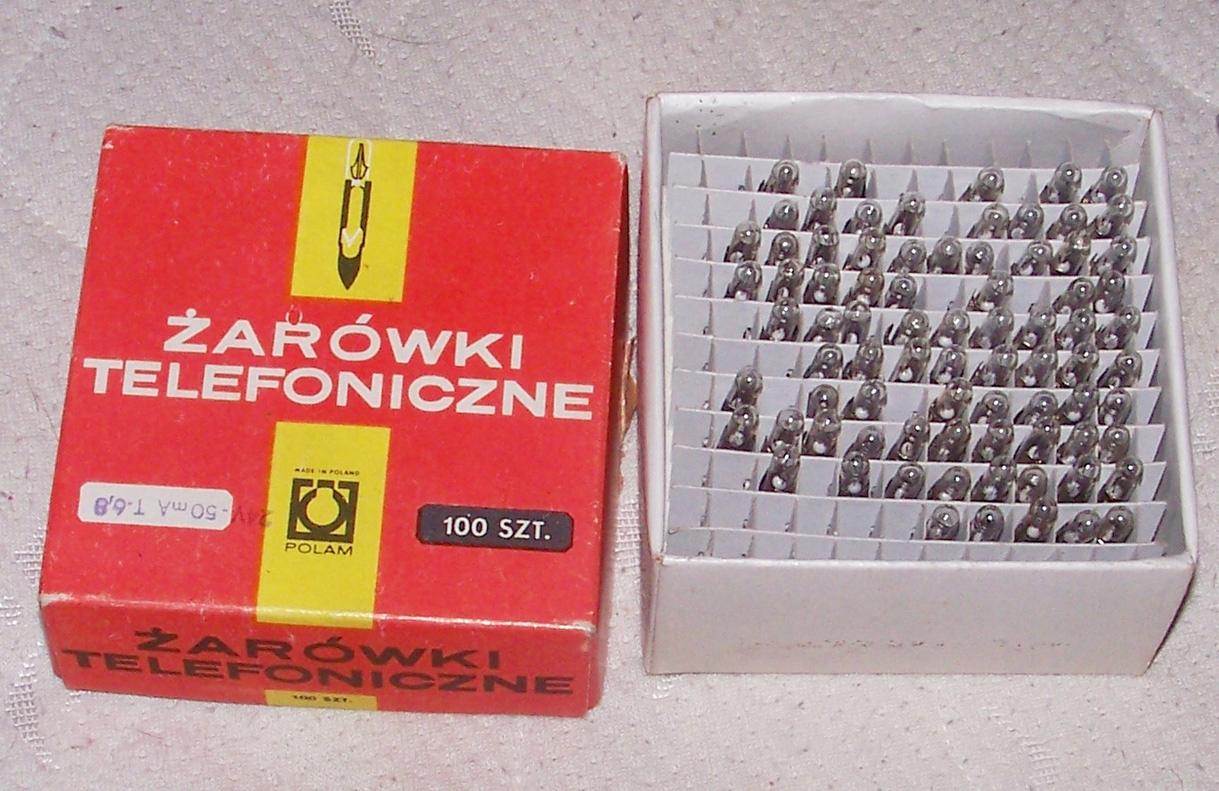 ŻARÓWKI
TELEFONICZNE
MADE IN POLAND
24V-50mA T-6,8
POLAM
100 SZT.
ŻARÓWKI
TELEFONICZNE
100 SZT.